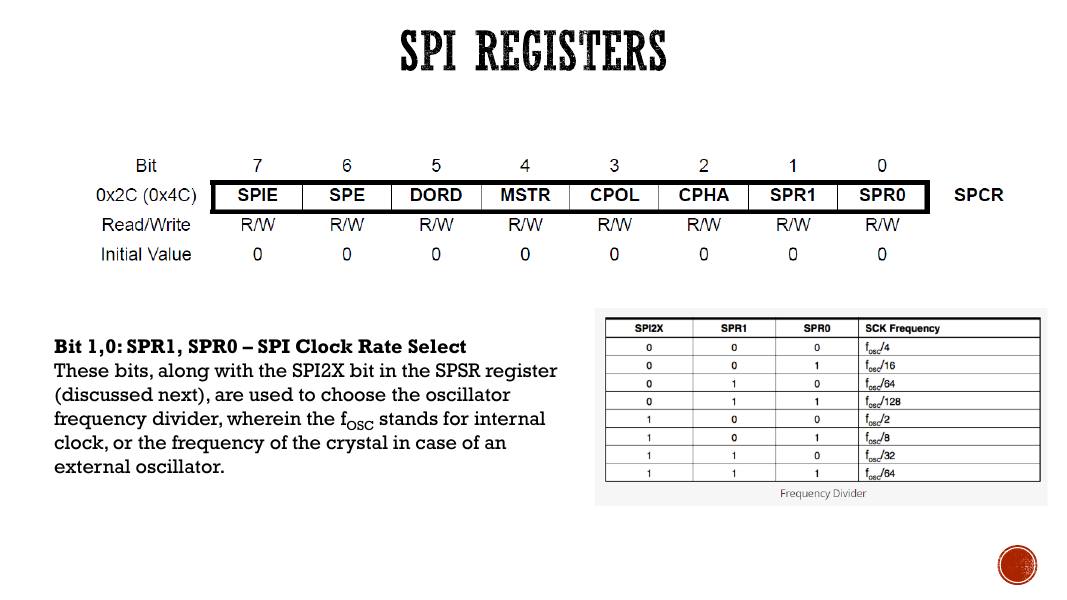 SPI REGISTERS
Bit 7 6 5 4 3 2 1 0
0x2C (0x4C) SPIE SPE DORD MSTR CPOL CPHA SPR1 SPR0 SPCR
Read/Write R/W R/W R/W R/W R/W R/W R/W R/W
Initial Value 0 0 0 0 0 0 0 0
Bit 1,0: SPR1, SPR0 – SPI Clock Rate Select
These bits, along with the SPI2X bit in the SPSR register
(discussed next), are used to choose the oscillator
frequency divider, wherein the fOSC stands for internal
clock, or the frequency of the crystal in case of an
external oscillator.
SPI2X SPR1 SPR0 SCK Frequency
0 0 0 fosc/4
0 0 1 fosc/16
0 1 0 fosc/64
0 1 1 fosc/128
1 0 0 fosc/2
1 0 1 fosc/8
1 1 0 fosc/32
1 1 1 fosc/64
Frequency Divider